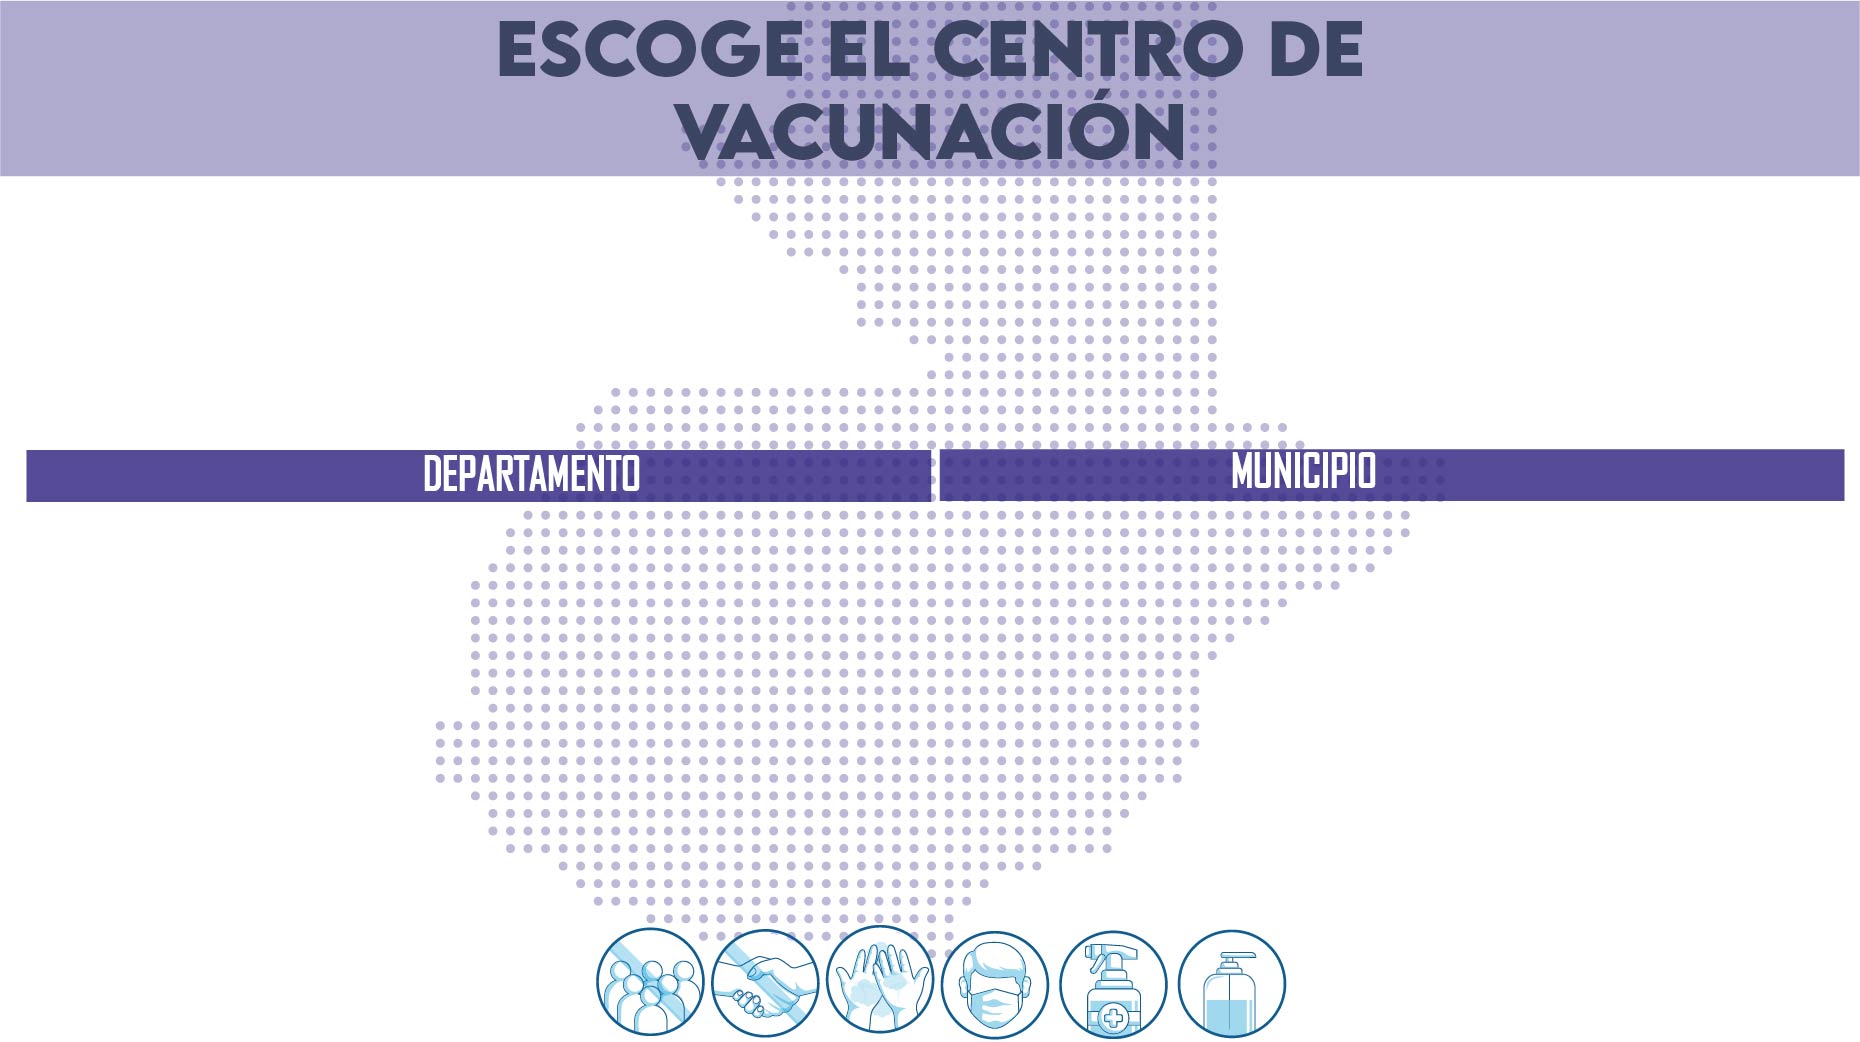 ESCOGE EL CENTRO DE
VACUNACIÓN
DEPARTAMENTO
MUNICIPIO